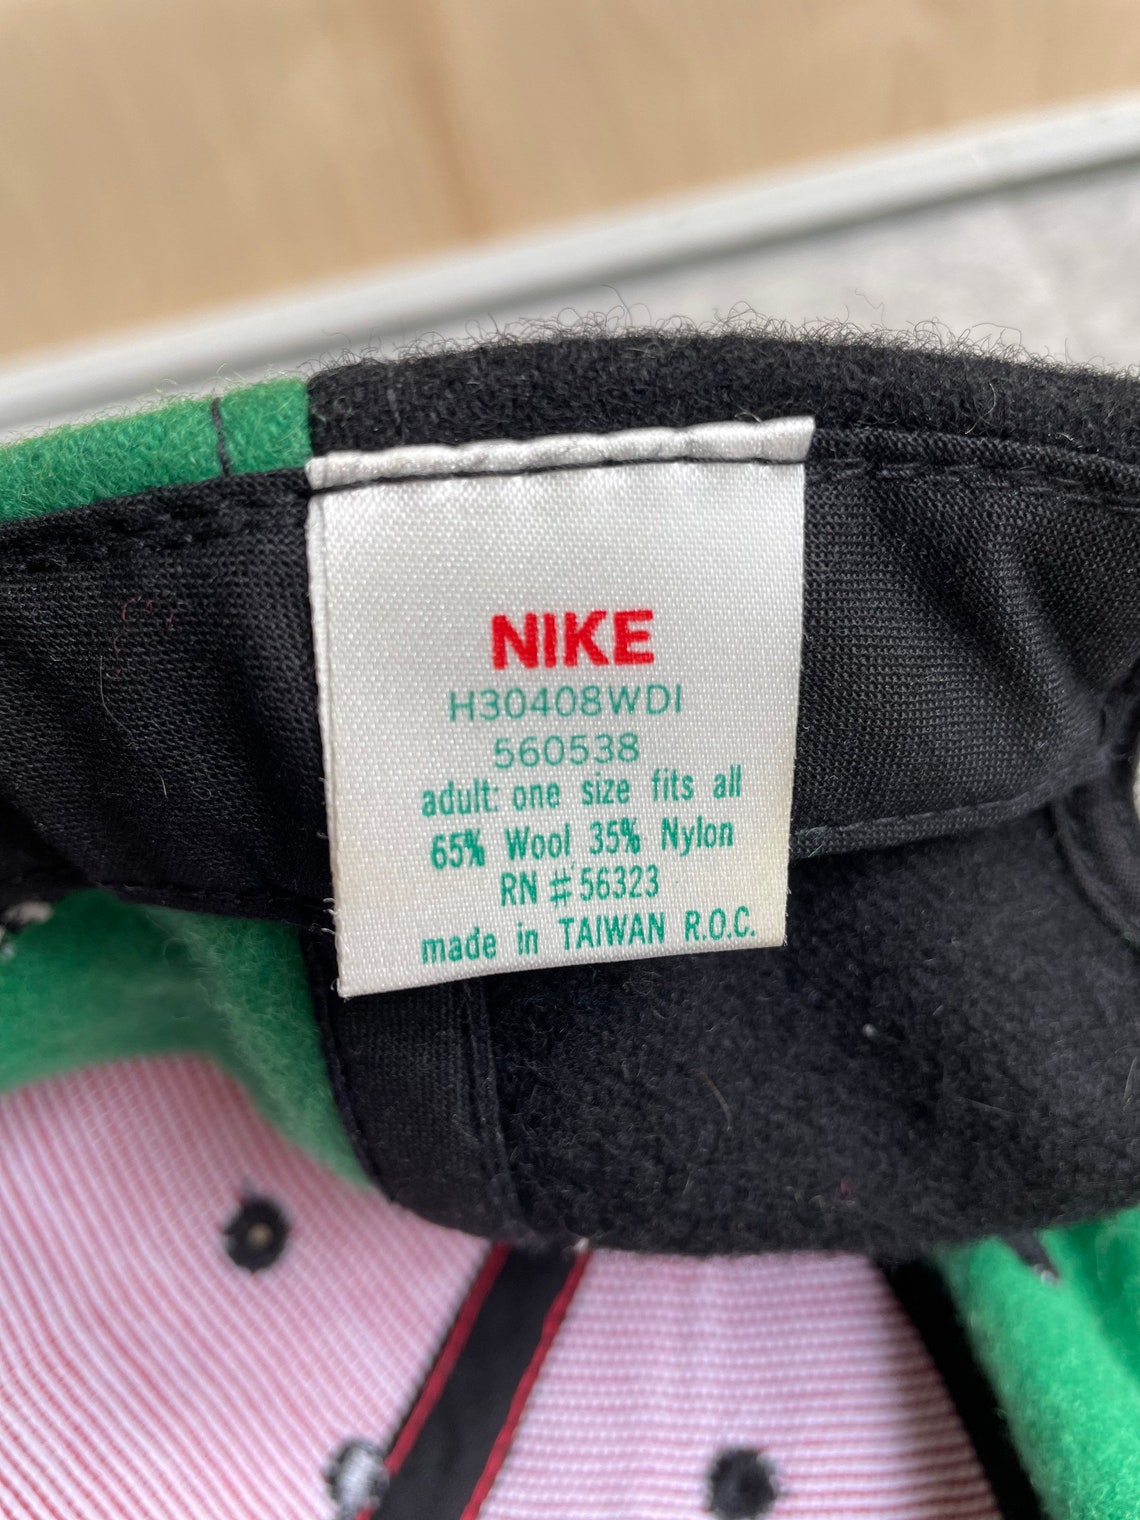 NIKE
H30408WDI
560538
adult: one size fits all
65% Wool 35% Nylon
RN #56323
made in TAIWAN R.O.C.